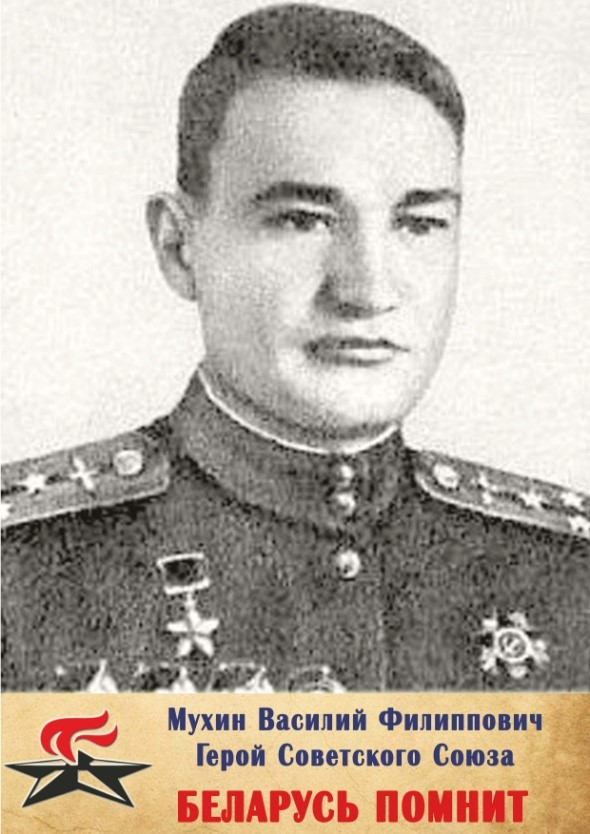 Мухин Василий Филиппович
Герой Советского Союза
БЕЛАРУСЬ ПОМНИТ